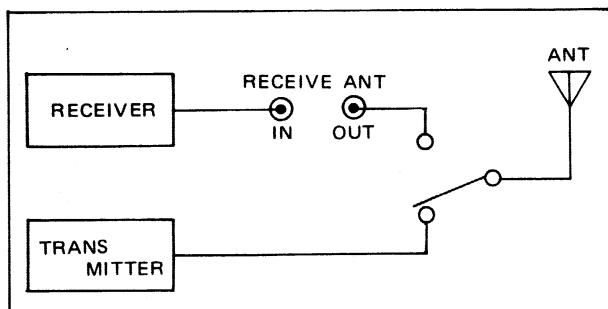 ANT
RECEIVE ANT
RECEIVER
IN OUT
TRANS
MITTER